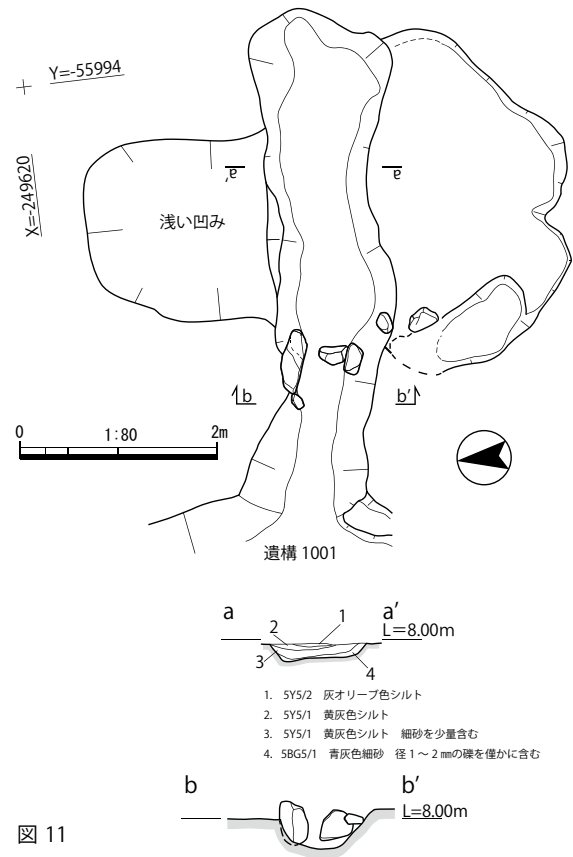 Y=-55994
X=-249620
a' a
浅い凹み
b b'
0 1:80 2m
遺構 1001
a a'
L=8.00m
1
2
3
4
1. 5Y5/2 灰オリーブ色シルト
2. 5Y5/1 黄灰色シルト
3. 5Y5/1 黄灰色シルト 細砂を少量含む
4. 5BG5/1 青灰色細砂 径1～2㎜の礫を僅かに含む
b b'
L=8.00m
図 11